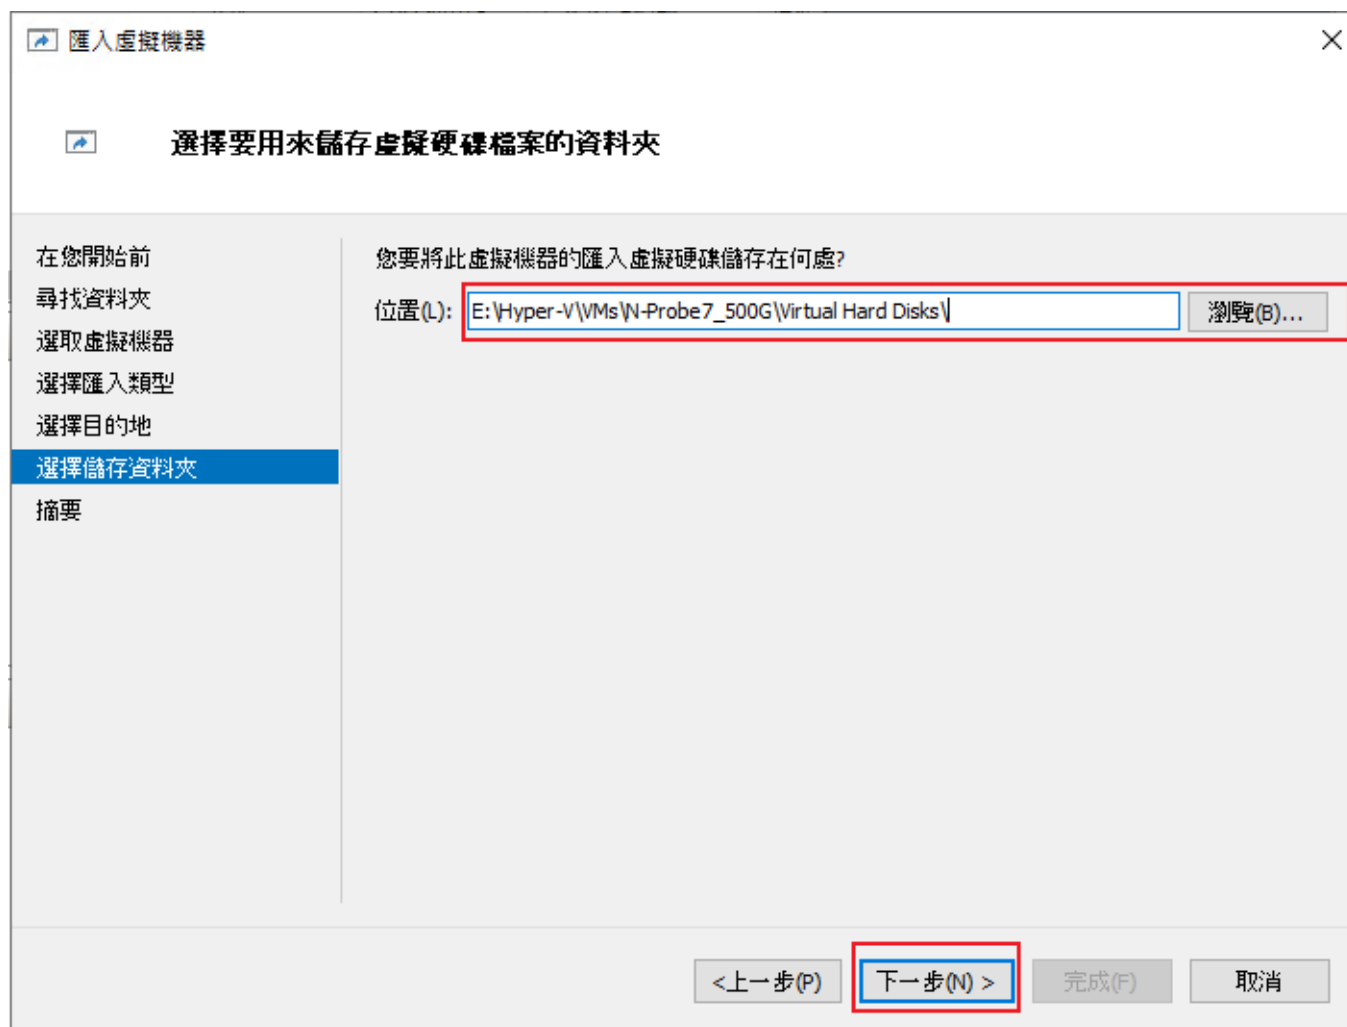 匯入虛擬機器
選擇要用來儲存虛擬硬碟檔案的資料夾
在您開始前
尋找資料夾
選取虛擬機器
選擇匯入類型
選擇目的地
選擇儲存資料夾
摘要
您要將此虛擬機器的匯入虛擬硬碟儲存在何處?
位置(L): E:\Hyper-V\VMs\N-Probe7_500G\Virtual Hard Disks\ 瀏覽(B)...
<上一步(P) 下一步(N) > 完成(F) 取消